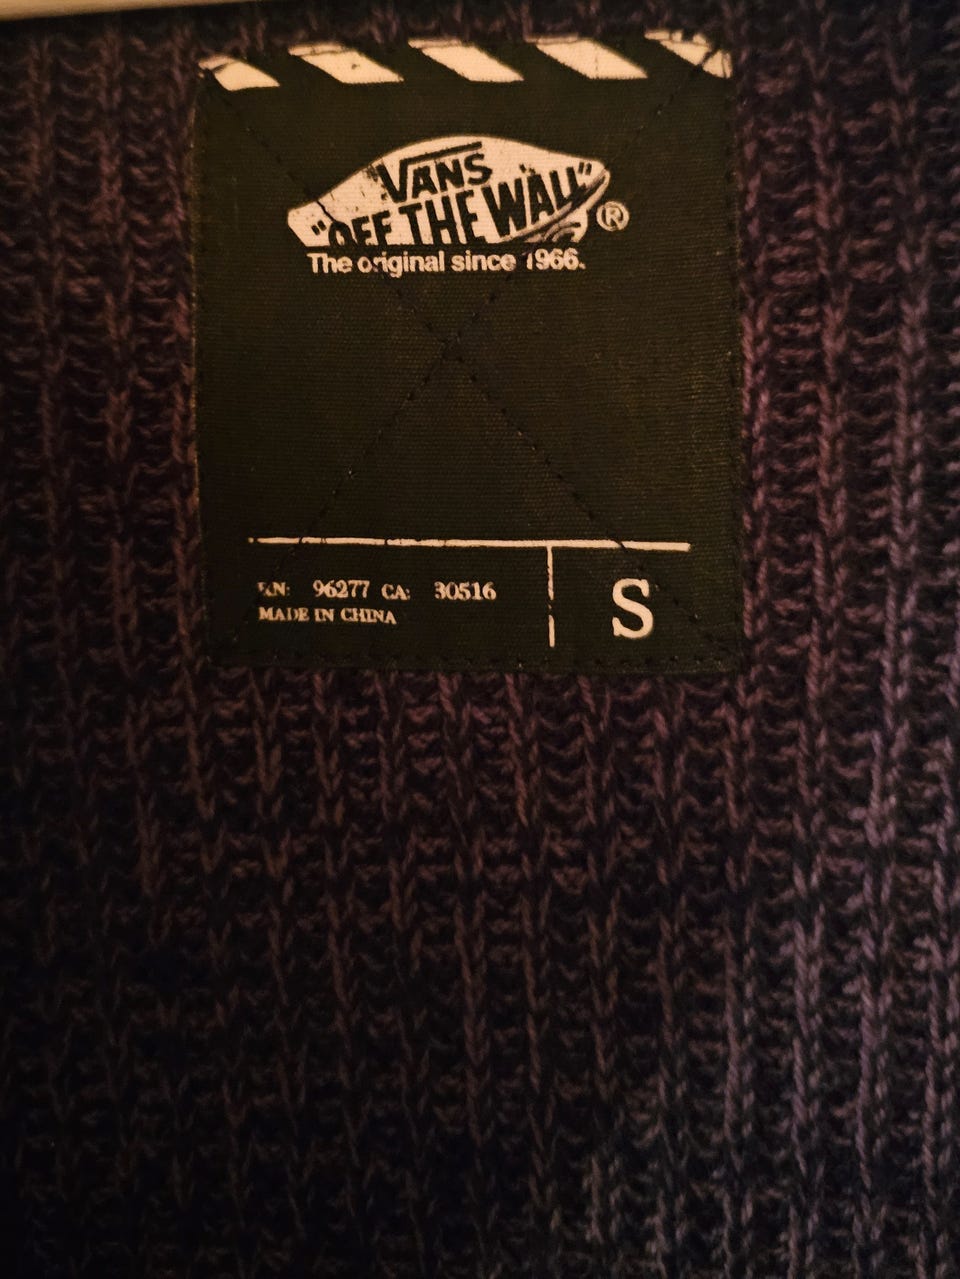 VANS
"OFF THE WALL"®
The original since 1966.
RN: 96277 CA: 30516
MADE IN CHINA
S